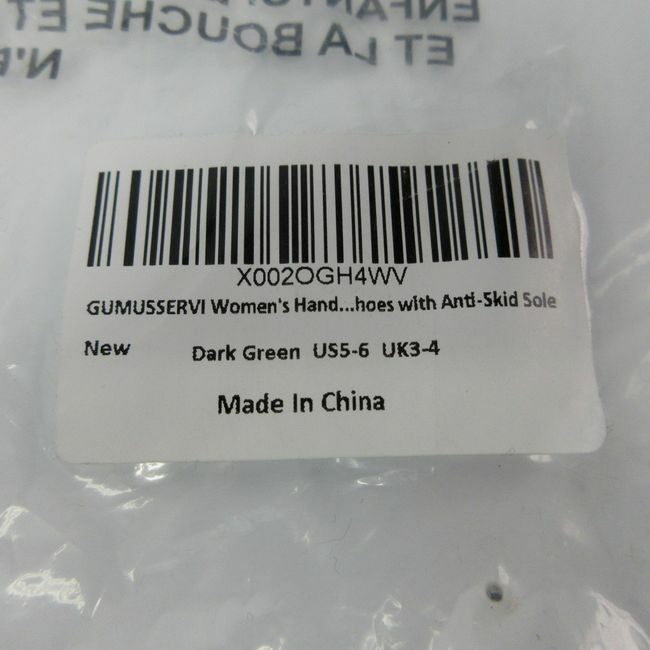 ENFANTS.
ET LA BOUCHE ET
N'
X002OGH4WV
GUMUSSERVI Women's Hand...hoes with Anti-Skid Sole
New Dark Green US5-6 UK3-4
Made In China